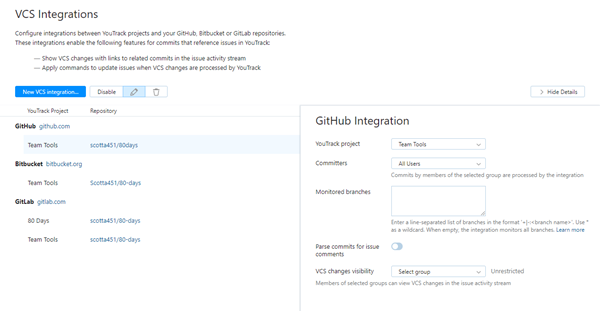 VCS Integrations
Configure integrations between YouTrack projects and your GitHub, Bitbucket or GitLab repositories.
These integrations enable the following features for commits that reference issues in YouTrack:
— Show VCS changes with links to related commits in the issue activity stream
— Apply commands to update issues when VCS changes are processed by YouTrack
New VCS integration...
Disable
Hide Details
YouTrack Project Repository
GitHub github.com
Team Tools scotta451/80days
Bitbucket bitbucket.org
Team Tools Scotta451/80-days
GitLab gitlab.com
80 Days scotta451/80-days
Team Tools scotta451/80-days
GitHub Integration
YouTrack project Team Tools
Committers All Users
Commits by members of the selected group are processed by the integration
Monitored branches
Enter a line-separated list of branches in the format '+|-:<branch name>'. Use *
as a wildcard. When empty, the integration monitors all branches. Learn more
Parse commits for issue
comments
VCS changes visibility Select group Unrestricted
Members of selected groups can view VCS changes in the issue activity stream